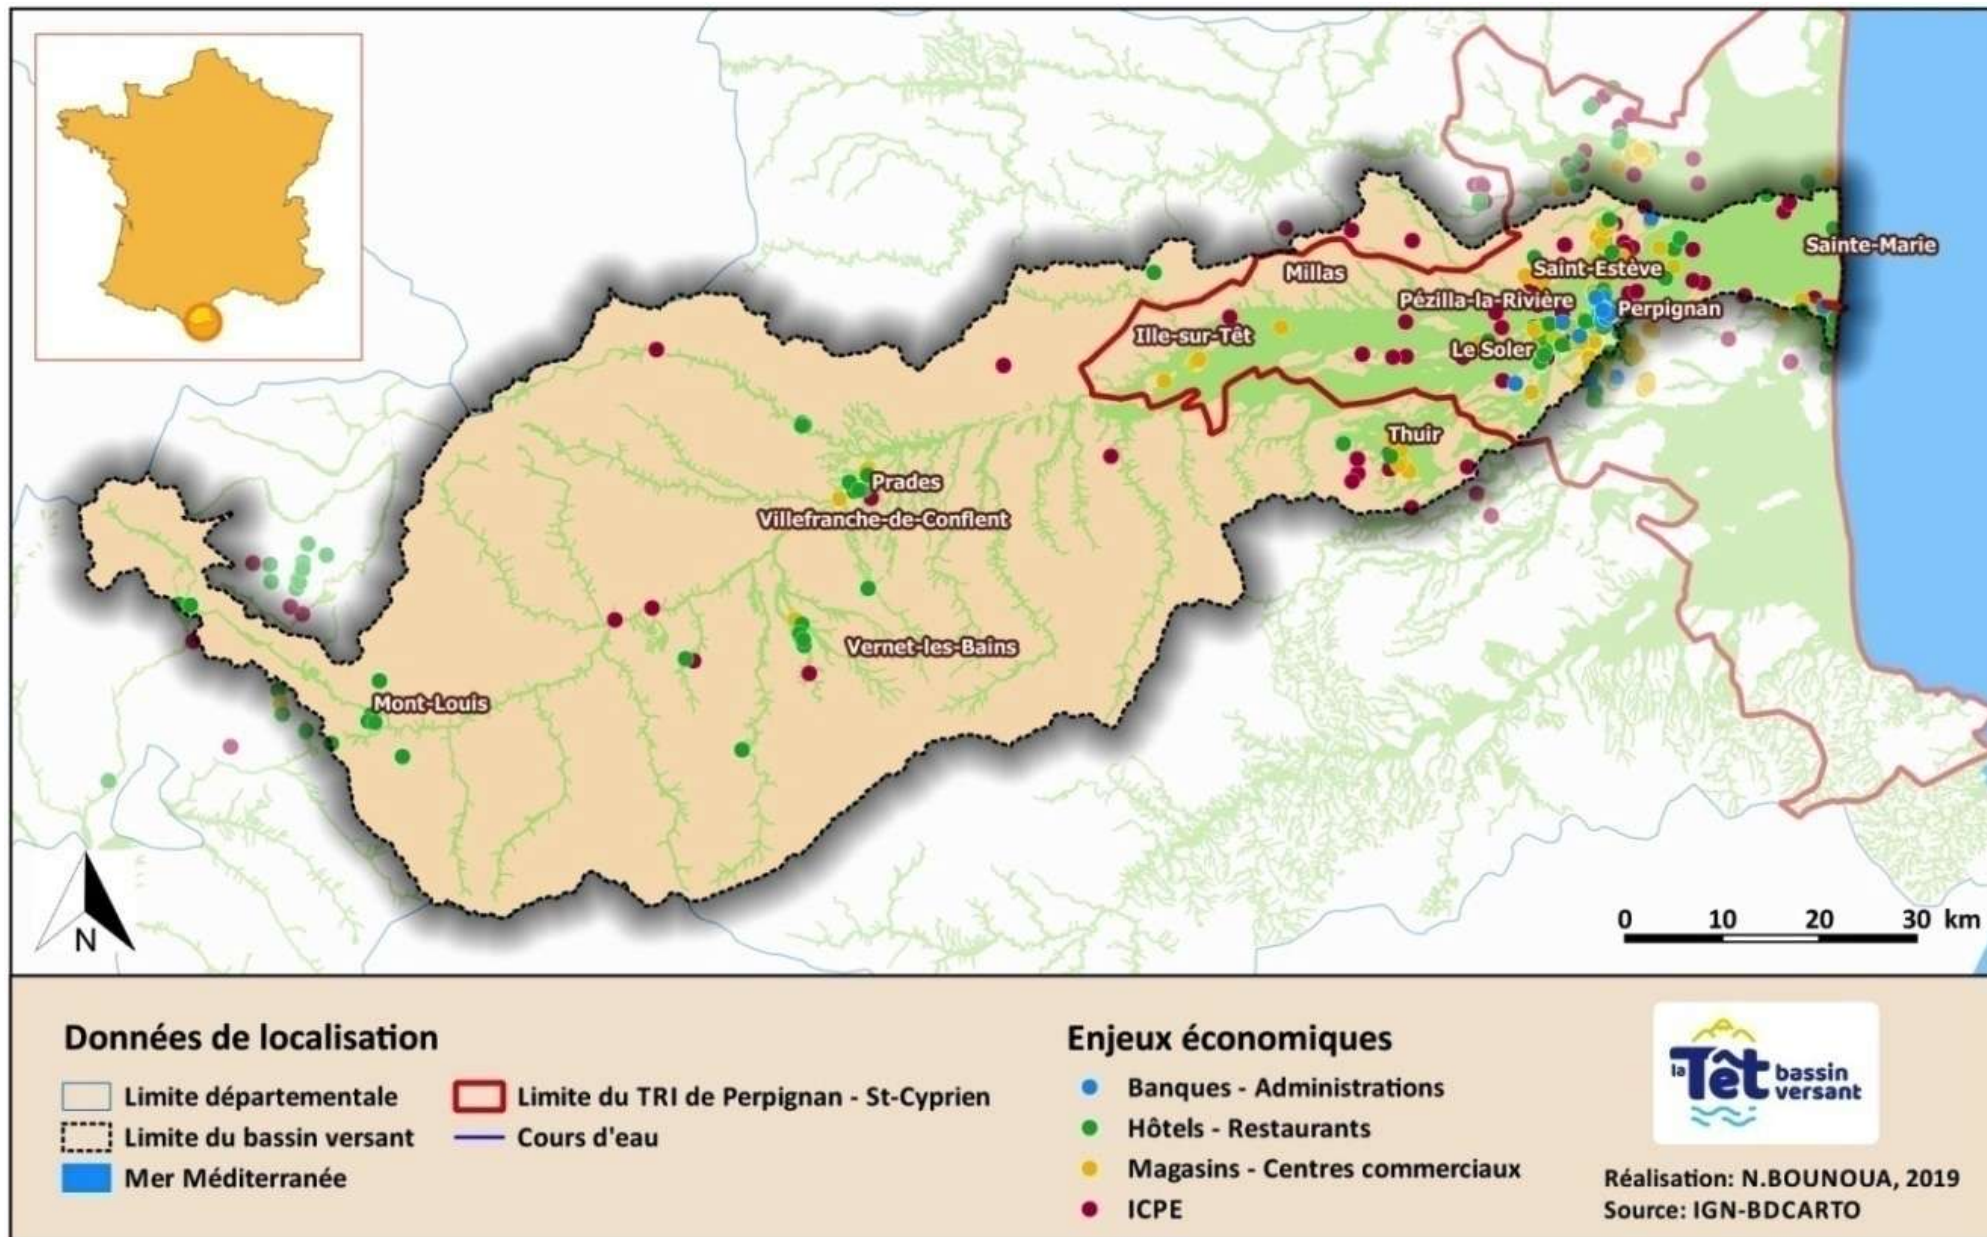 Sainte-Marie
Millas
Saint-Estève
Pézilla-la-Rivière
Perpignan
Ille-sur-Têt
Le Soler
Thuir
Prades
Villefranche-de-Conflent
Vernet-les-Bains
Mont-Louis
N
0 10 20 30 km
Données de localisation
Limite départementale
Limite du bassin versant
Mer Méditerranée
Limite du TRI de Perpignan - St-Cyprien
Cours d'eau
Enjeux économiques
Banques - Administrations
Hôtels - Restaurants
Magasins - Centres commerciaux
ICPE
la Têt bassin
versant
Réalisation: N.BOUNOUA, 2019
Source: IGN-BDCARTO